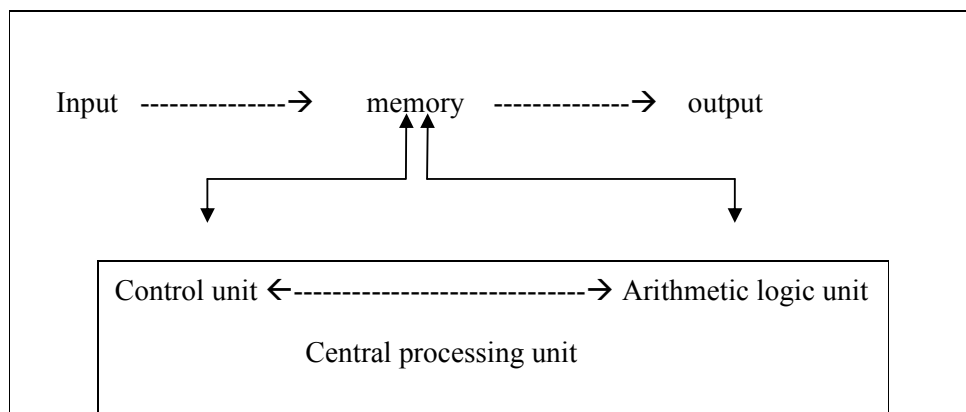 Input --------------→ memory -------------→ output
Control unit ←----------------------------→ Arithmetic logic unit
Central processing unit